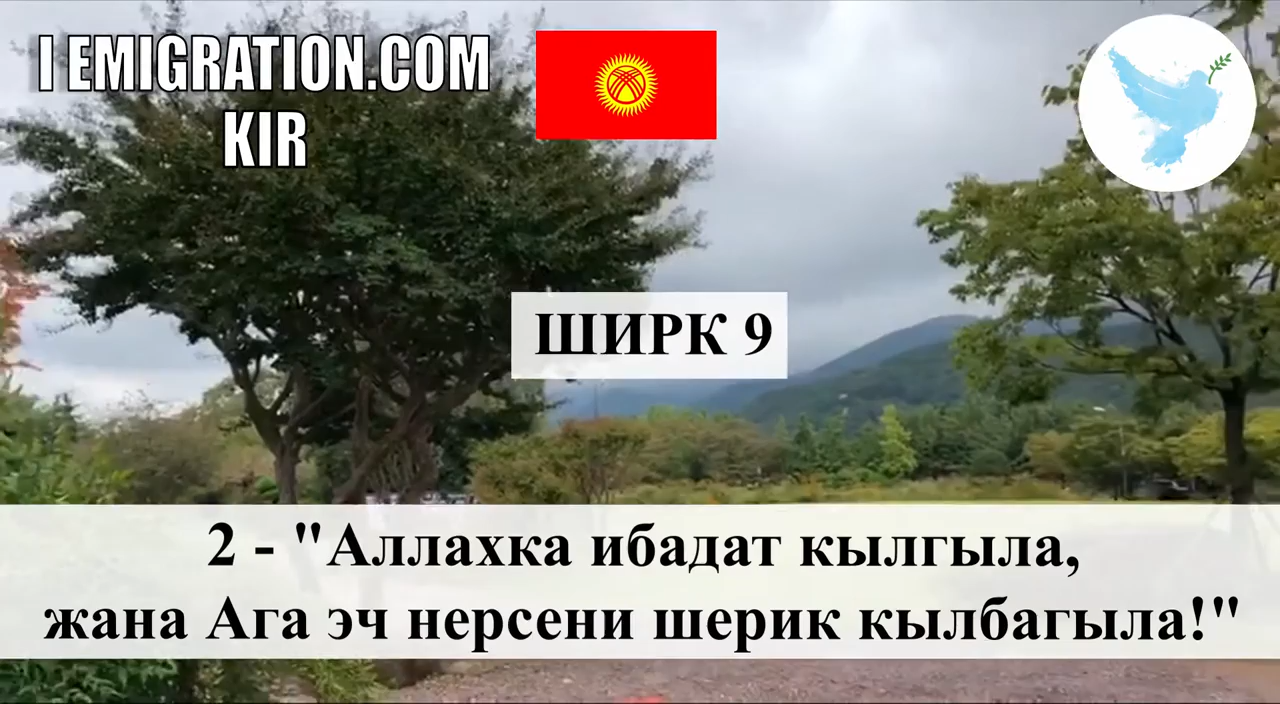 I EMIGRATION.COM
KIR
ШИРК 9
2 - "Аллахка ибадат кылгыла,
жана Ага эч нерсени шерик кылбагыла!"